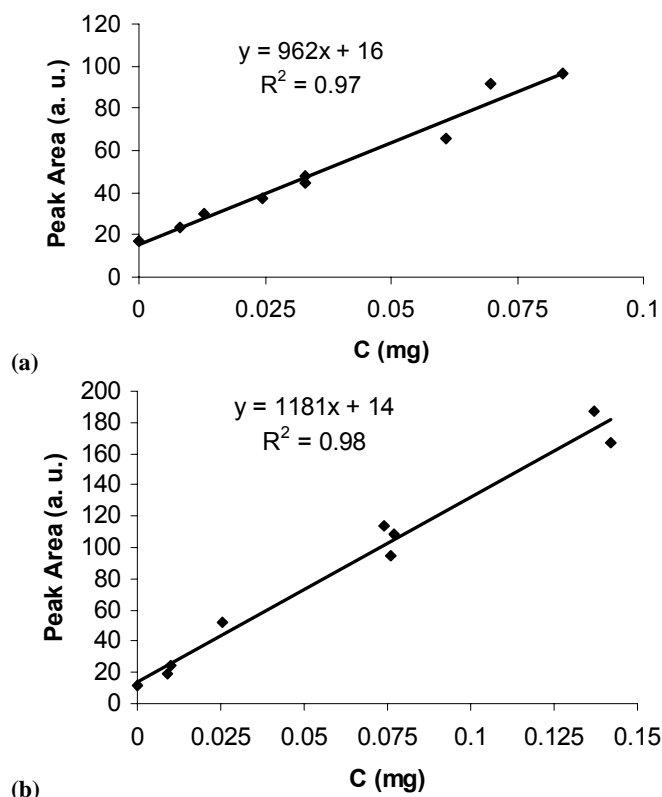 120
100
80
60
40
20
0
y = 962x + 16
R² = 0.97
Peak Area (a. u.)
0 0.025 0.05 0.075 0.1
C (mg)
(a)
200
180
160
140
120
100
80
60
40
20
0
y = 1181x + 14
R² = 0.98
Peak Area (a. u.)
0 0.025 0.05 0.075 0.1 0.125 0.15
C (mg)
(b)